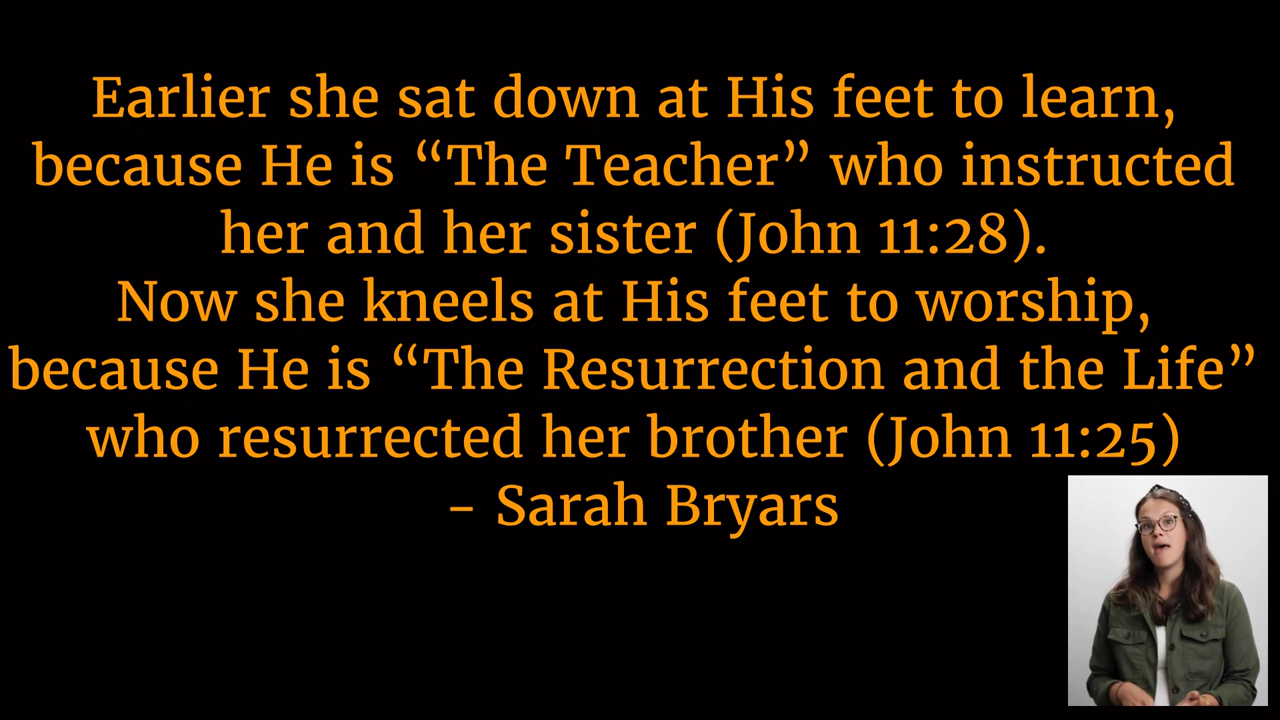 Earlier she sat down at His feet to learn,
because He is “The Teacher” who instructed
her and her sister (John 11:28).
Now she kneels at His feet to worship,
because He is “The Resurrection and the Life”
who resurrected her brother (John 11:25)
– Sarah Bryars